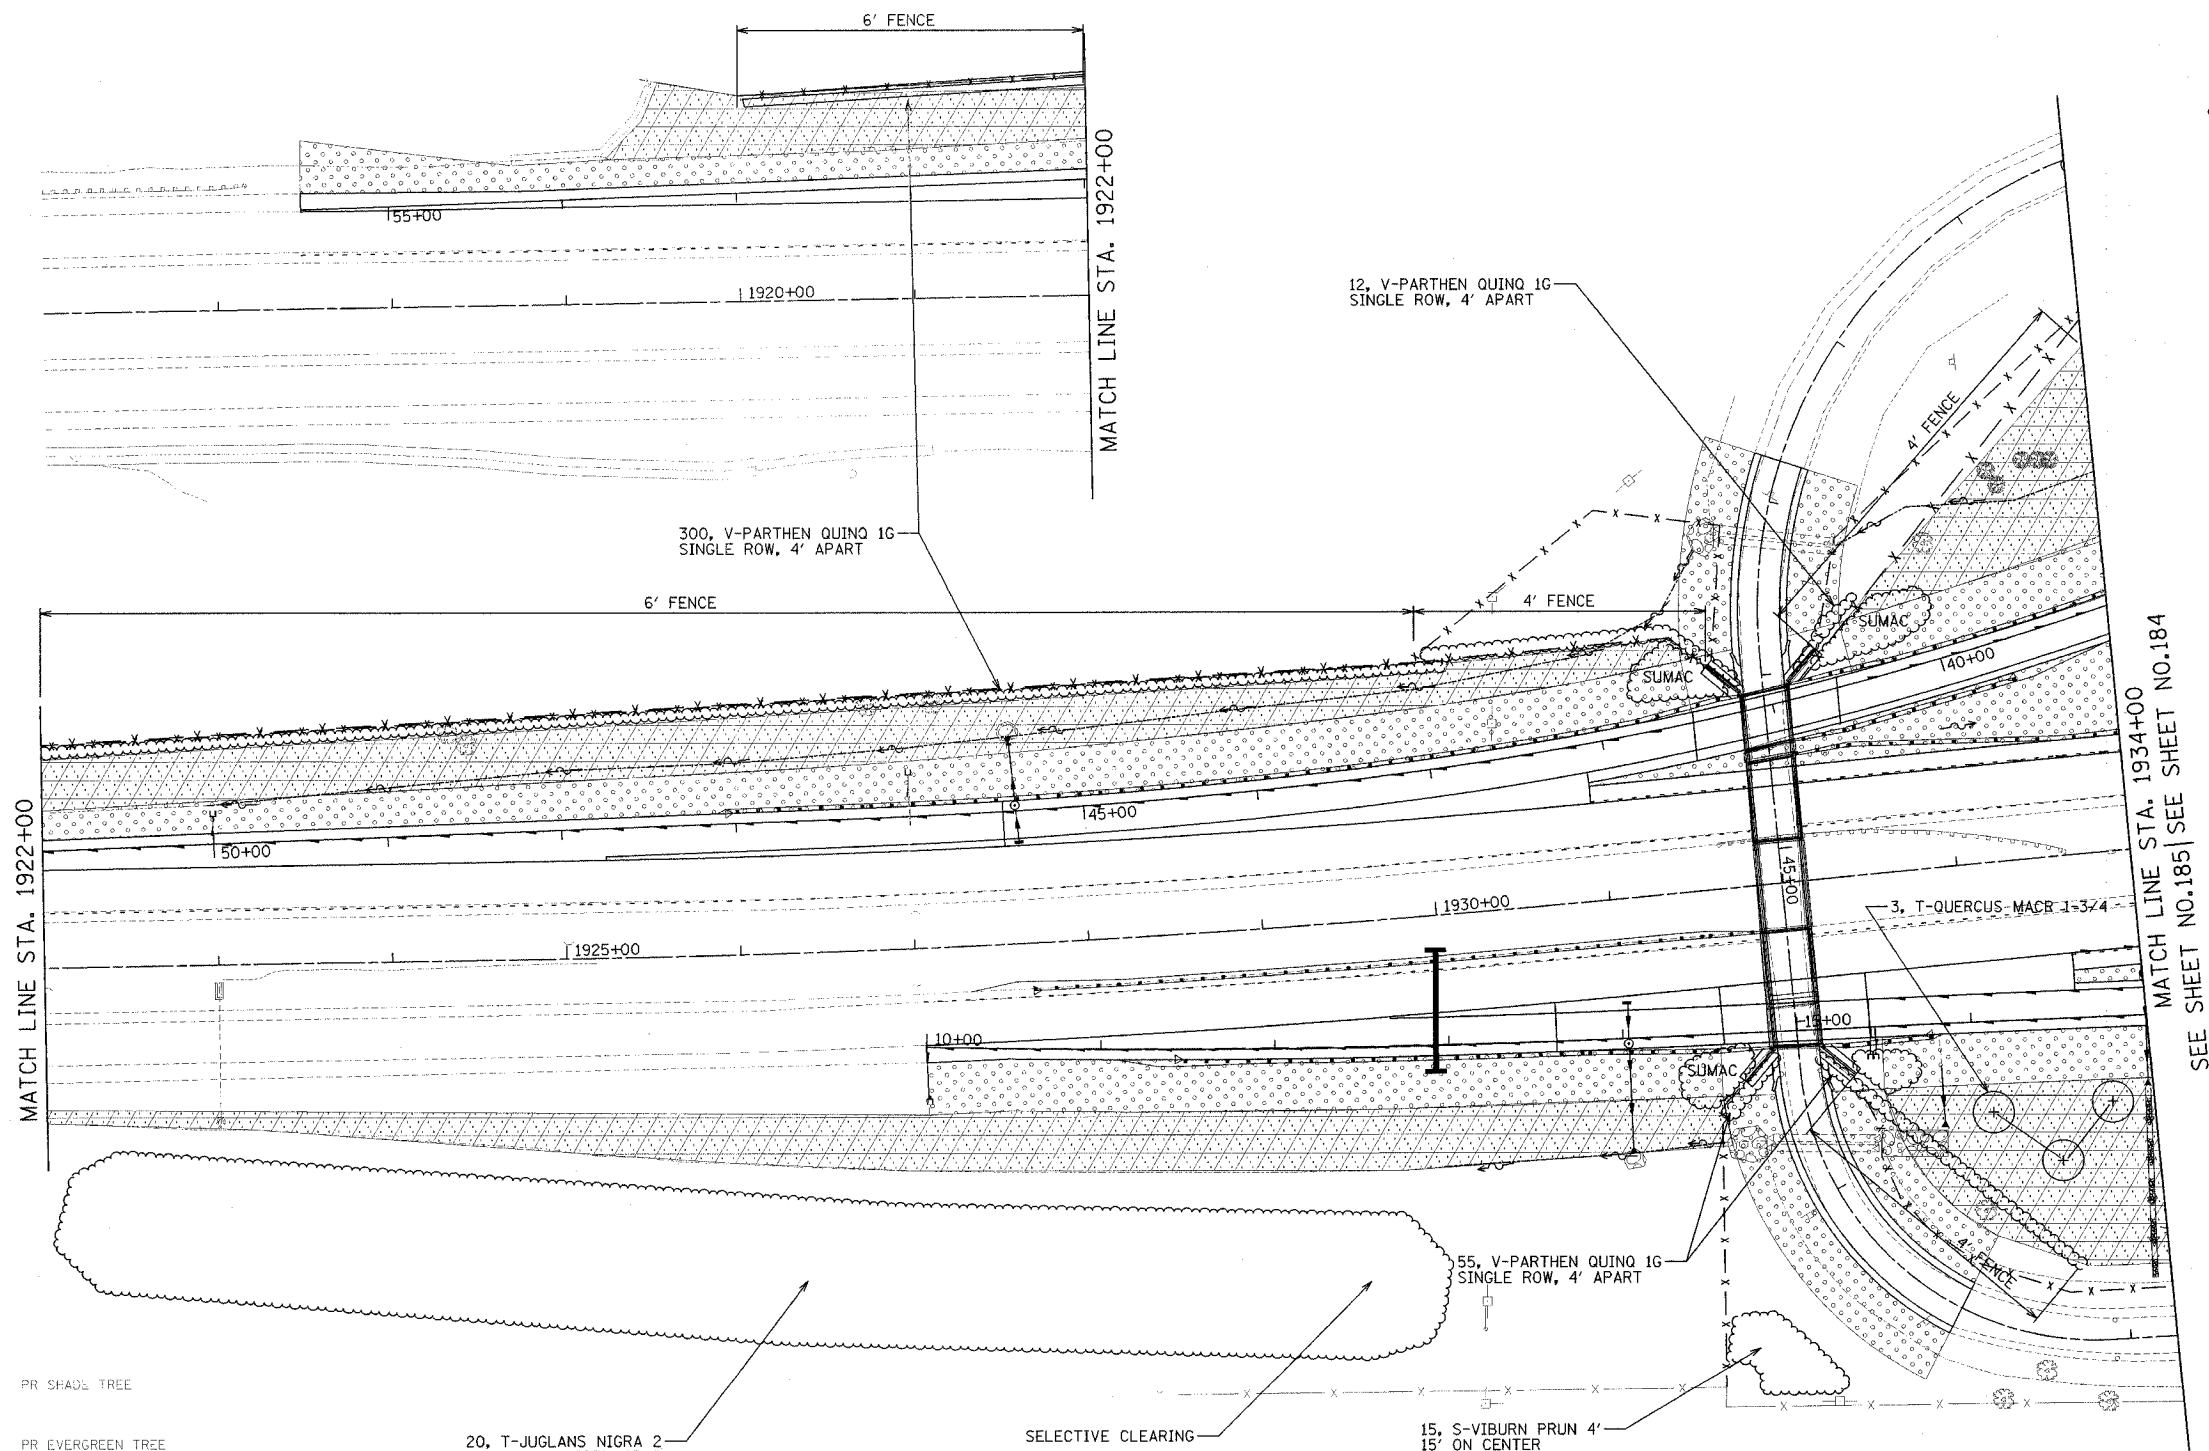 6' FENCE
55+00
1920+00
MATCH LINE STA. 1922+00
12, V-PARTHEN QUINQ 1G
SINGLE ROW, 4' APART
4' FENCE
300, V-PARTHEN QUINQ 1G
SINGLE ROW, 4' APART
6' FENCE
4' FENCE
SUMAC
SUMAC
40+00
45+00
50+00
MATCH LINE STA. 1922+00
45+00
1930+00
3, T-QUERCUS MACR 1-3/4
1925+00
10+00
15+00
SUMAC
MATCH LINE STA. 1934+00
SEE SHEET NO.185 SEE SHEET NO.184
55, V-PARTHEN QUINQ 1G
SINGLE ROW, 4' APART
4' FENCE
PR SHADE TREE
PR EVERGREEN TREE
20, T-JUGLANS NIGRA 2
SELECTIVE CLEARING
15, S-VIBURN PRUN 4'
15' ON CENTER